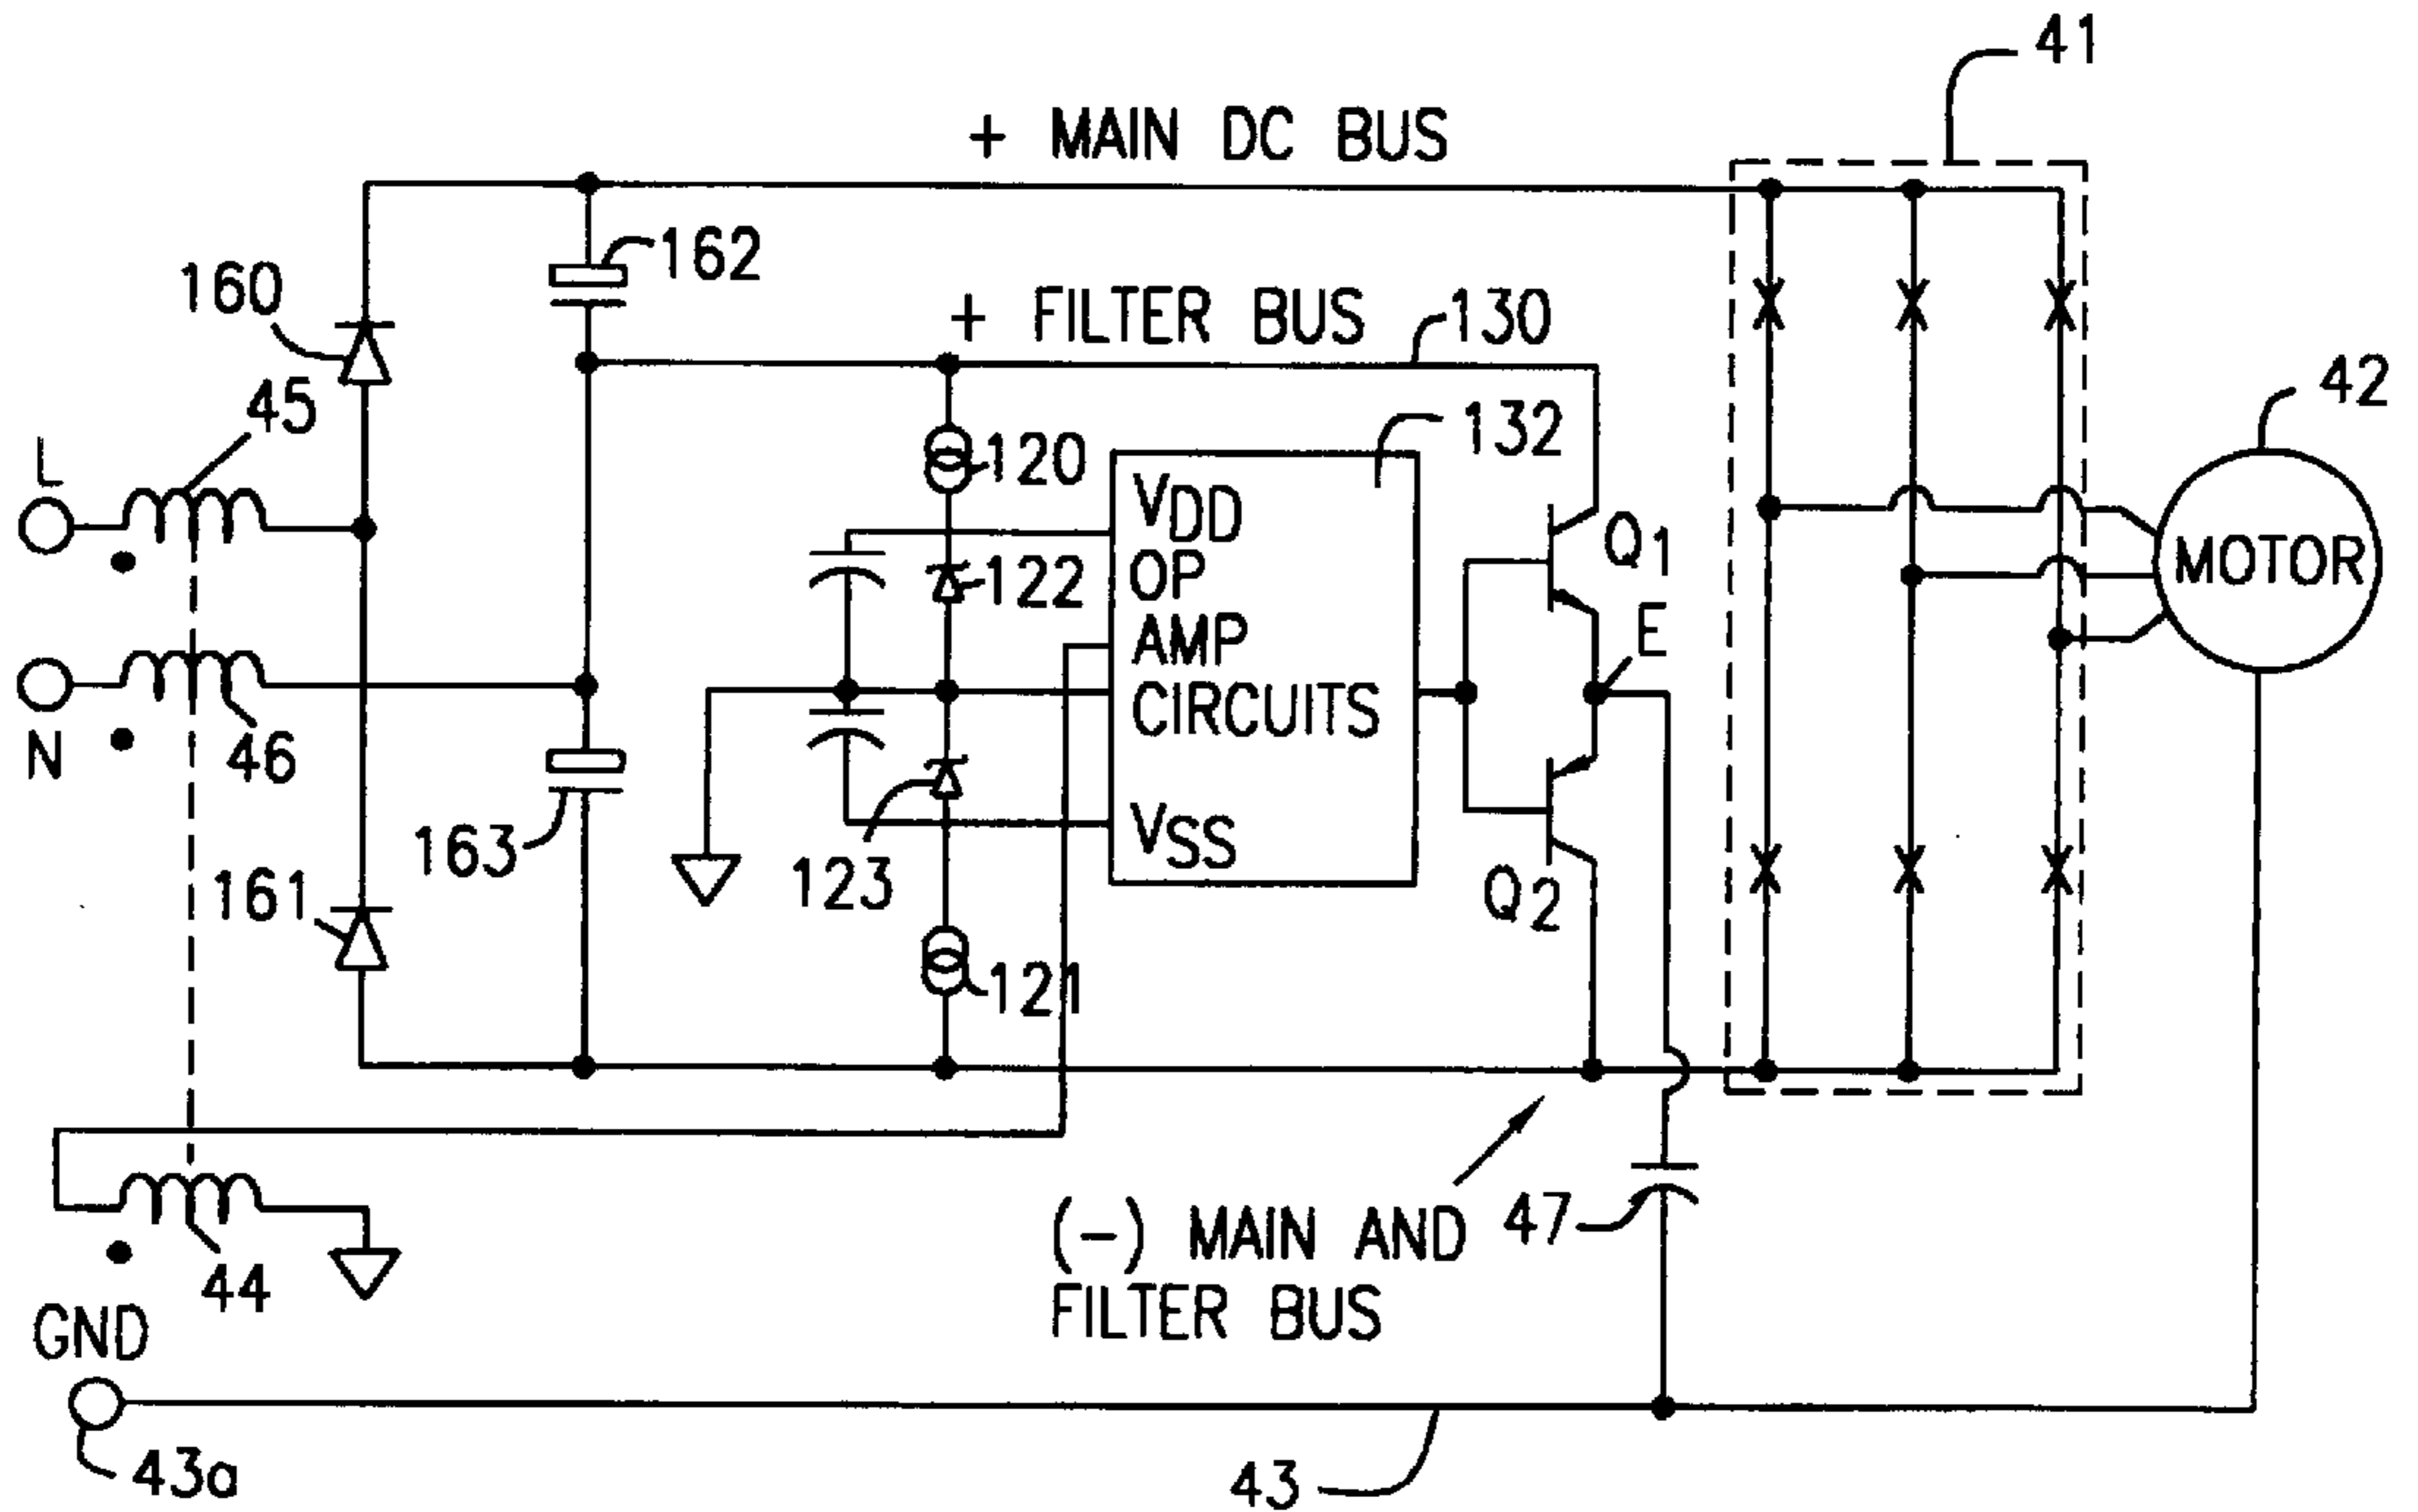 41
+ MAIN DC BUS
162
160
+ FILTER BUS
130
45
132
42
L
120
VDD
Q1
OP
122
MOTOR
AMP
E
CIRCUITS
N
46
163
VSS
123
161
Q2
121
(-) MAIN AND
47
FILTER BUS
44
GND
43a
43